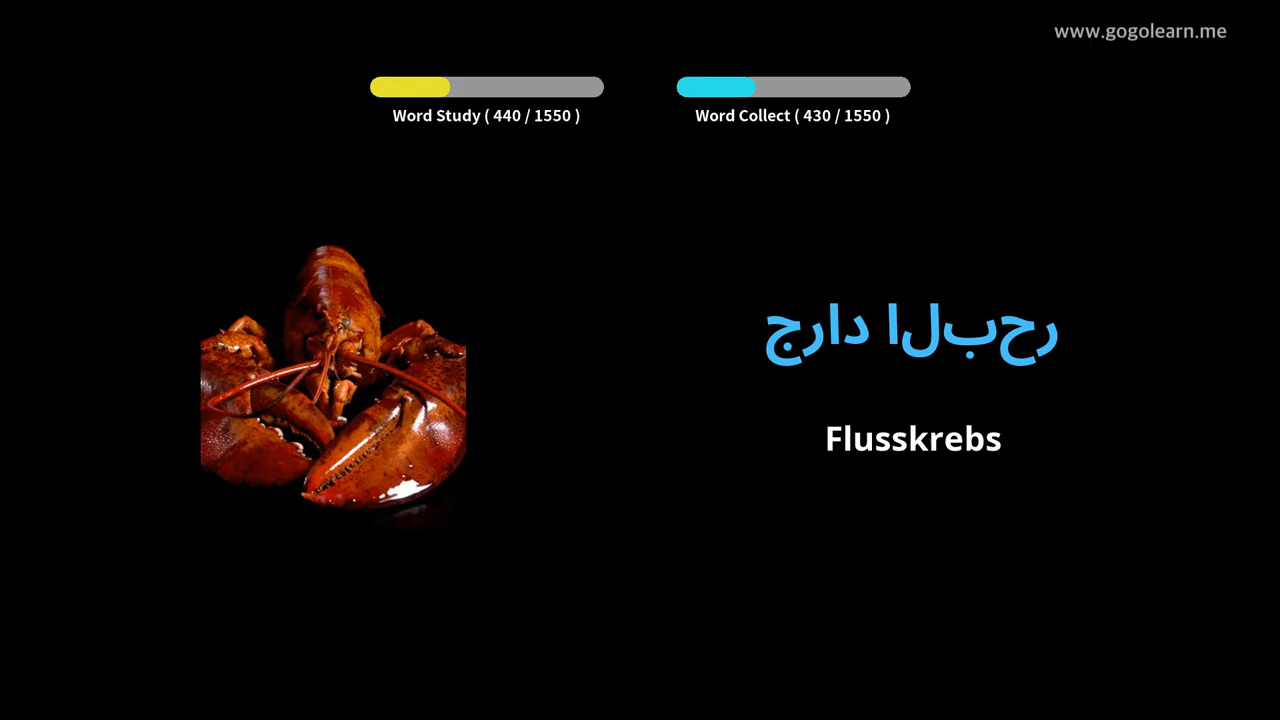 www.gogolearn.me
Word Study ( 440 / 1550 )
Word Collect ( 430 / 1550 )
جراد البحر
Flusskrebs